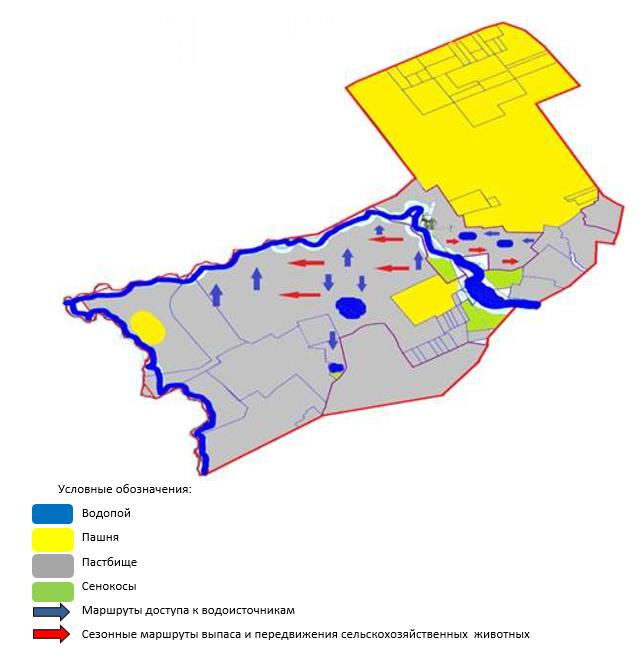 Условные обозначения:
Водопой
Пашня
Пастбище
Сенокосы
Маршруты доступа к водоисточникам
Сезонные маршруты выпаса и передвижения сельскохозяйственных животных